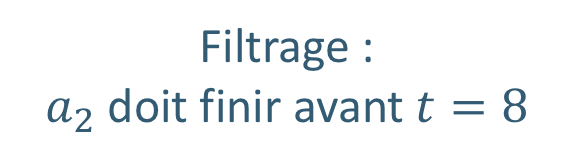 Filtrage :
a₂ doit finir avant t = 8